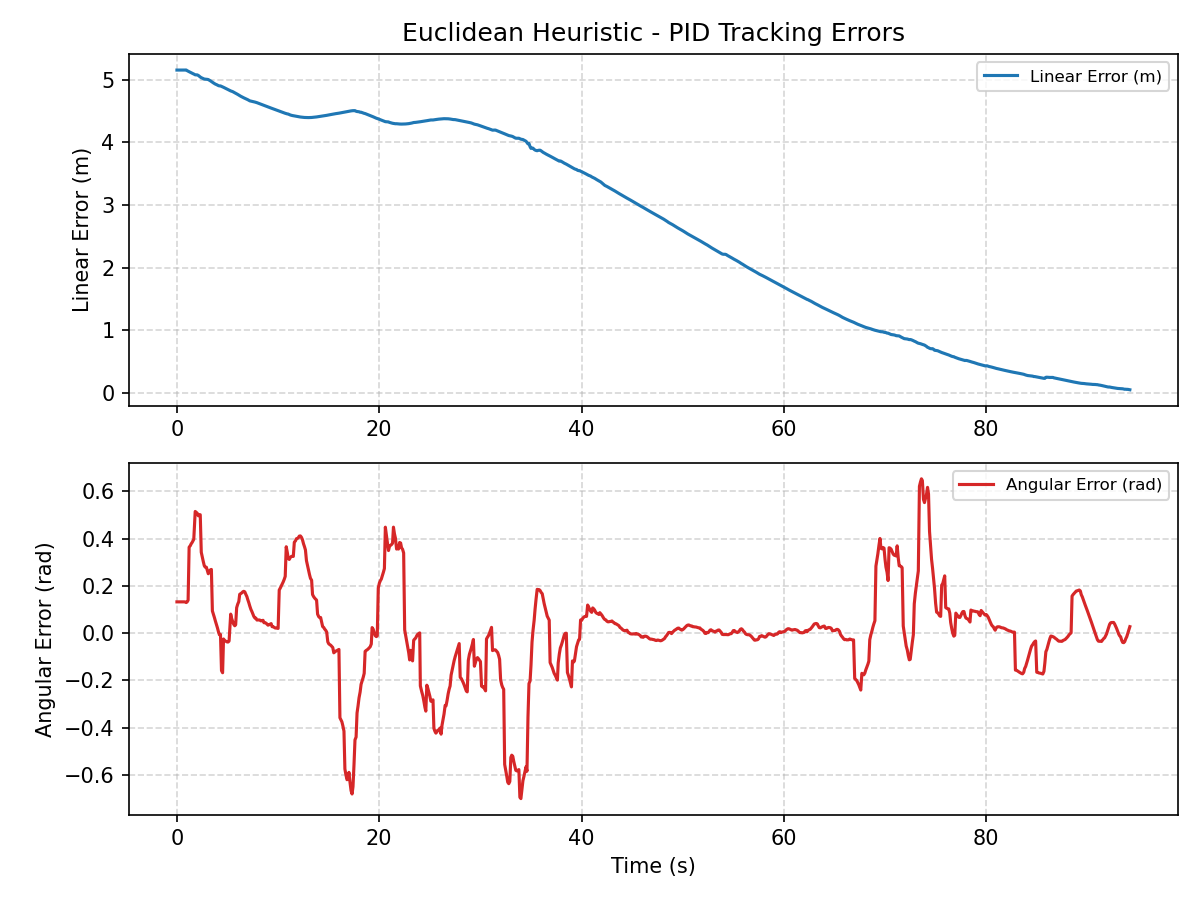 Euclidean Heuristic - PID Tracking Errors
Linear Error (m)
5
4
3
2
1
0
Linear Error (m)
0 20 40 60 80
Angular Error (rad)
0.6
0.4
0.2
0.0
−0.2
−0.4
−0.6
Angular Error (rad)
0 20 40 60 80
Time (s)